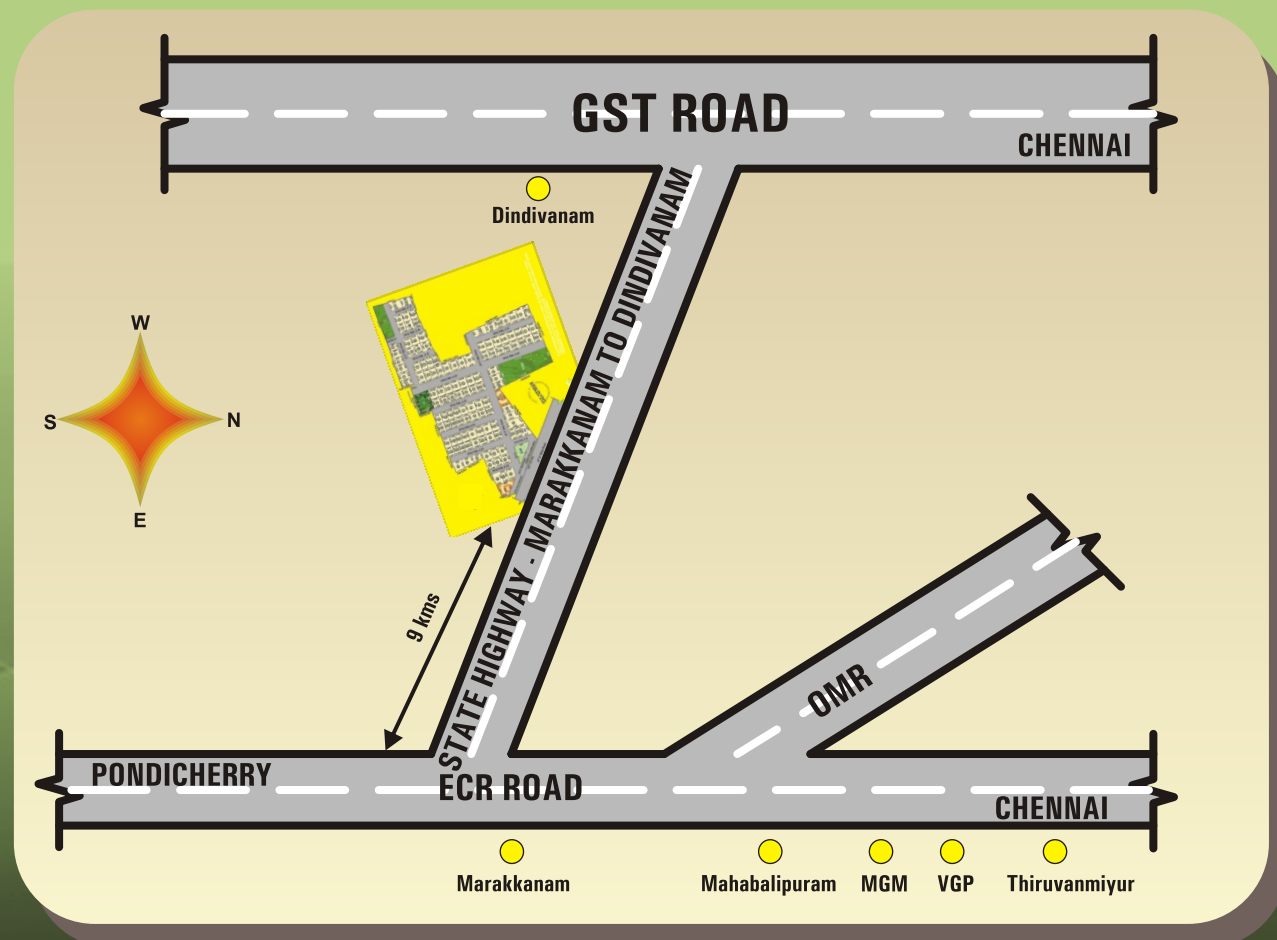 GST ROAD
CHENNAI
Dindivanam
STATE HIGHWAY - MARAKKANAM TO DINDIVANAM
W
S
N
E
9 kms
OMR
PONDICHERRY
ECR ROAD
CHENNAI
Marakkanam
Mahabalipuram
MGM
VGP
Thiruvanmiyur